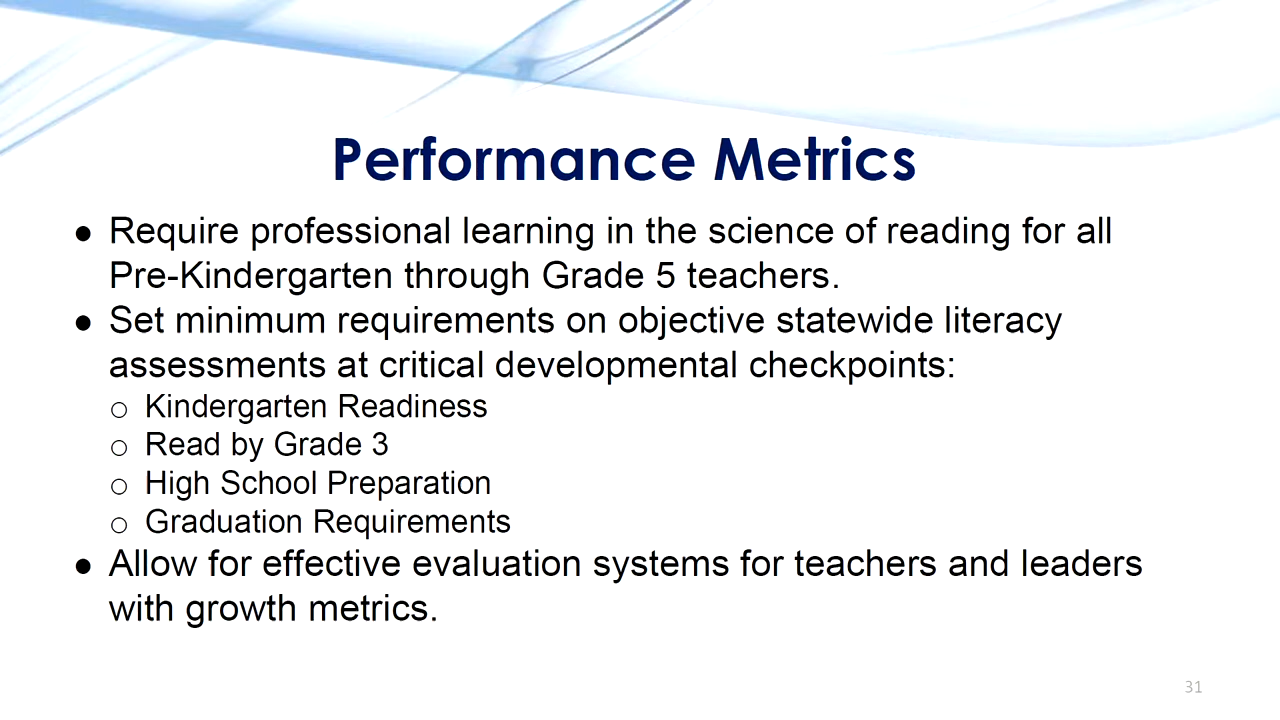 Performance Metrics
● Require professional learning in the science of reading for all
Pre-Kindergarten through Grade 5 teachers.
● Set minimum requirements on objective statewide literacy
assessments at critical developmental checkpoints:
○ Kindergarten Readiness
○ Read by Grade 3
○ High School Preparation
○ Graduation Requirements
● Allow for effective evaluation systems for teachers and leaders
with growth metrics.
31